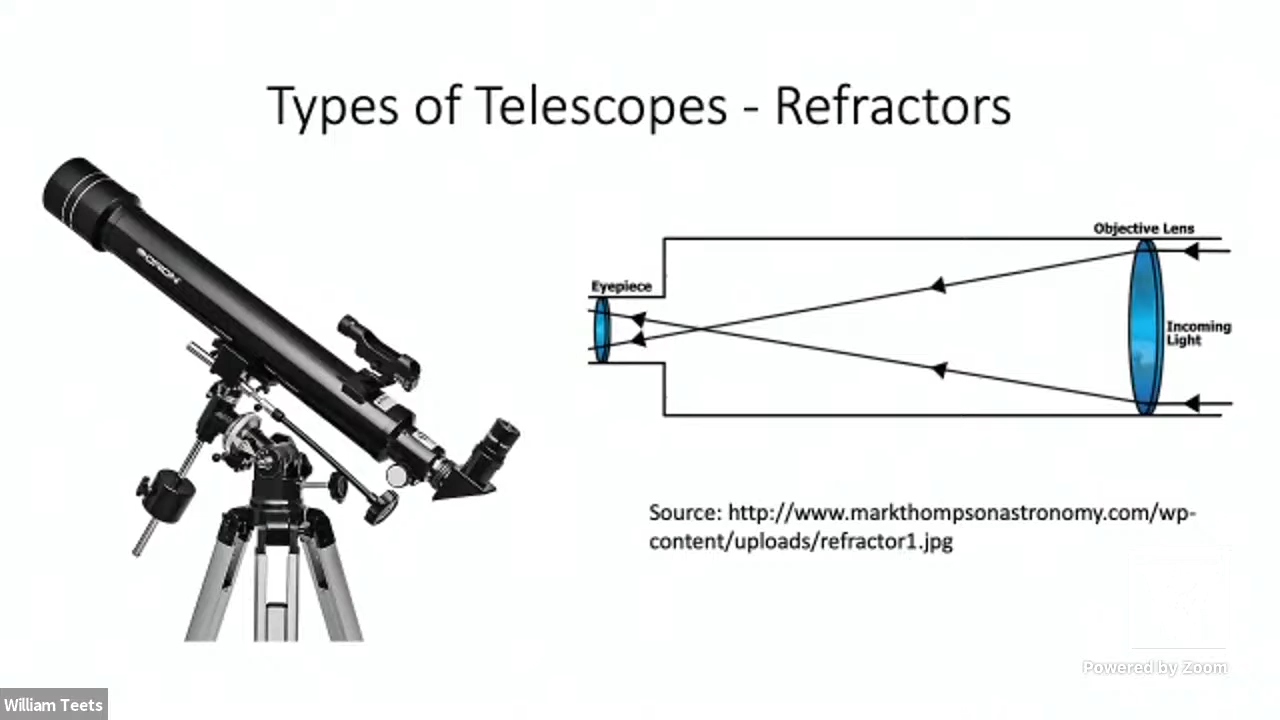 Types of Telescopes - Refractors
ORION
Objective Lens
Eyepiece
Incoming
Light
Source: http://www.markthompsonastronomy.com/wp-
content/uploads/refractor1.jpg
Powered by Zoom
William Teets